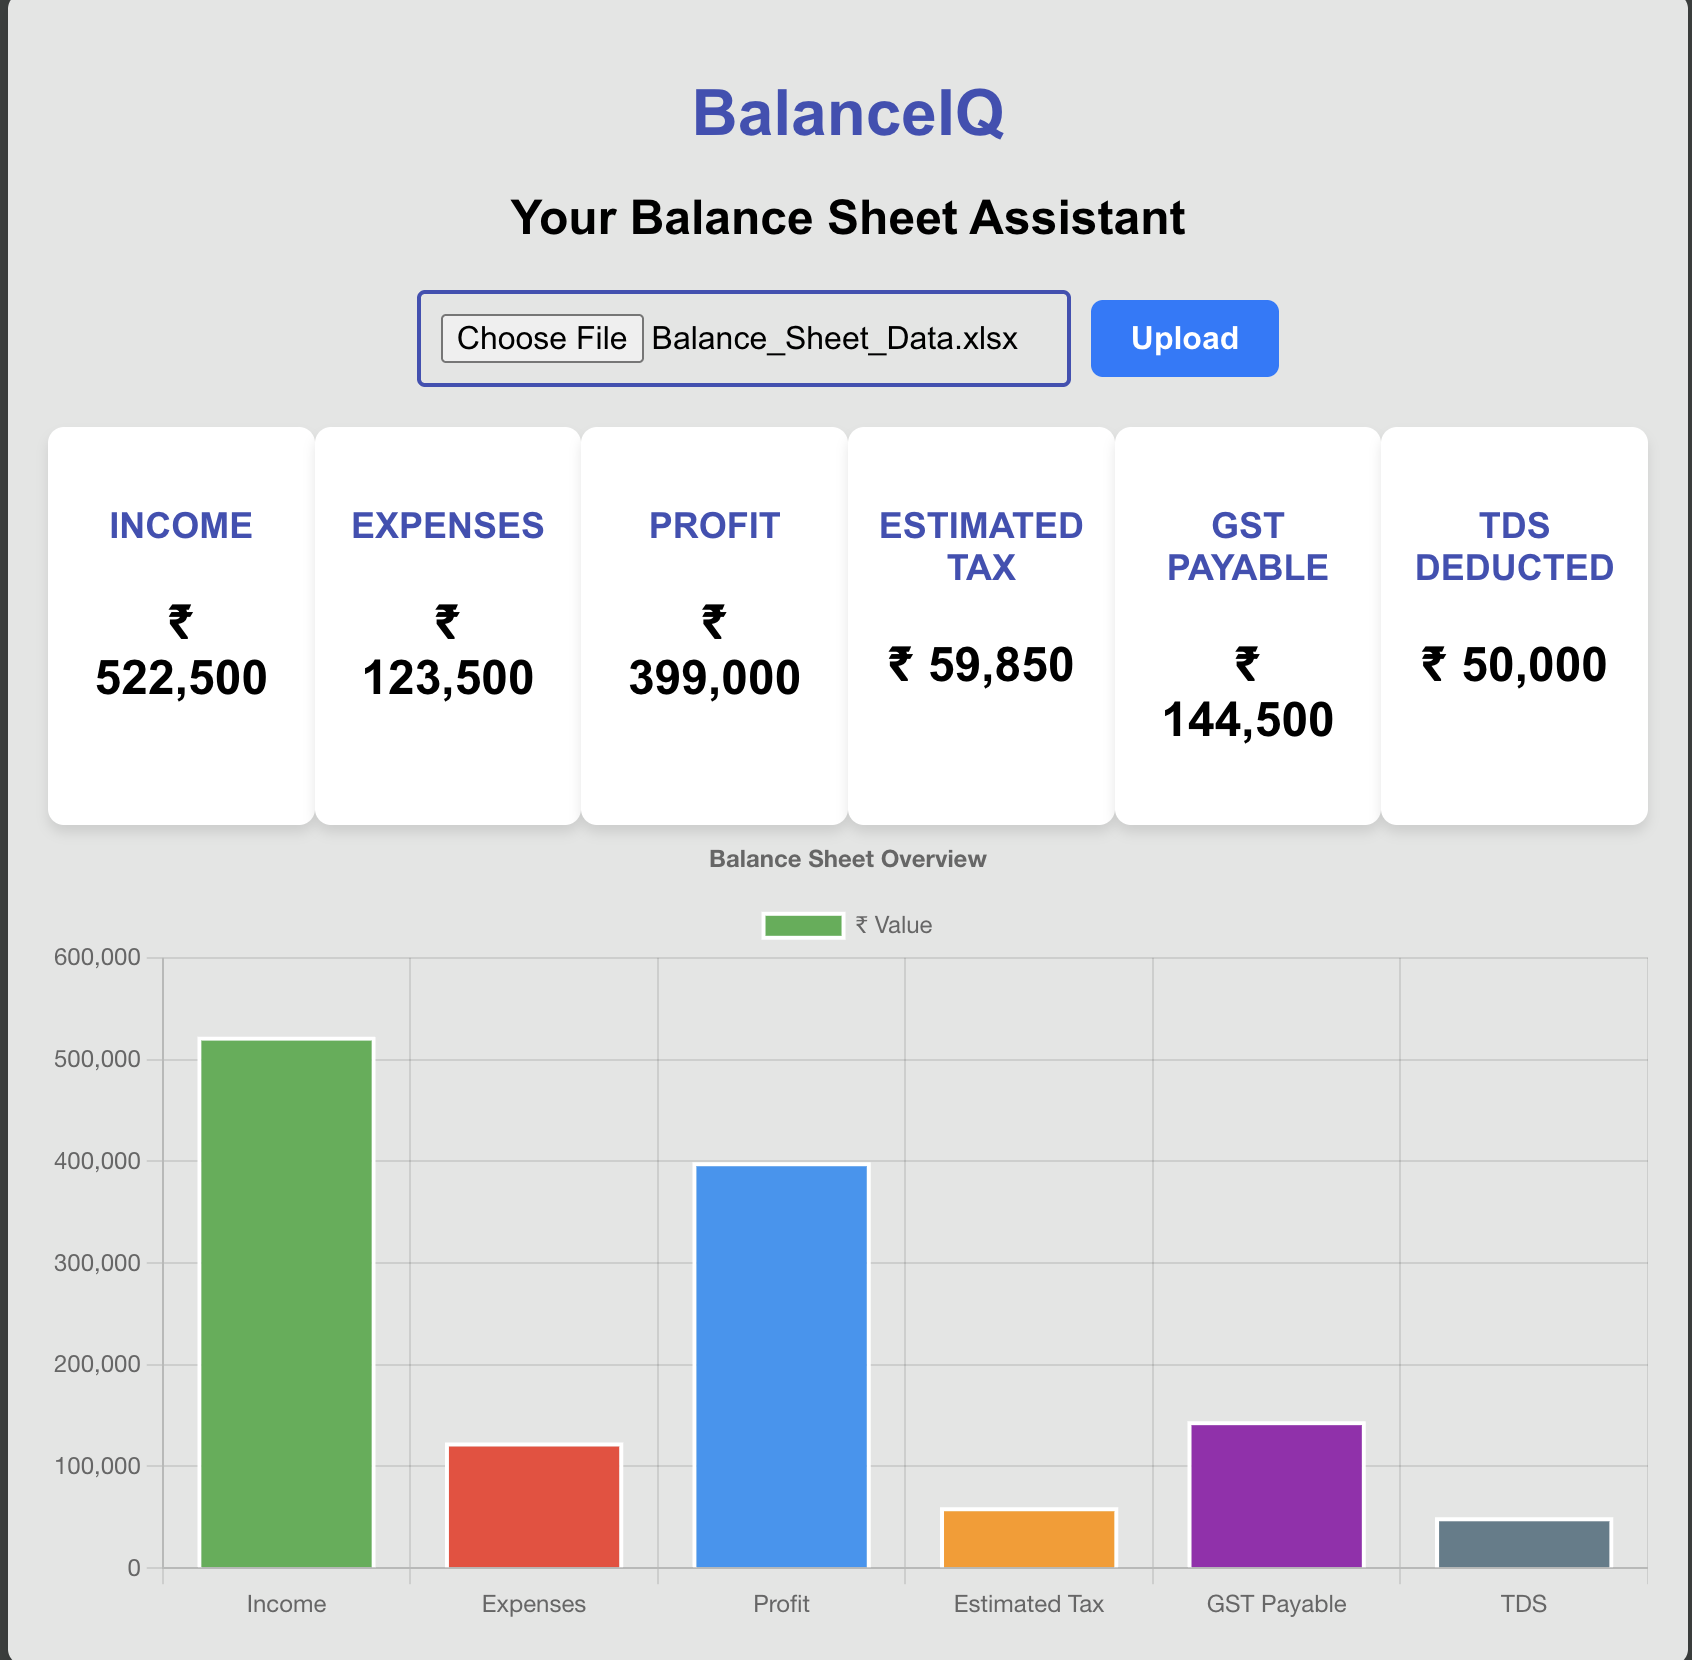 BalanceIQ
Your Balance Sheet Assistant
Choose File Balance_Sheet_Data.xlsx
Upload
INCOME
₹
522,500
EXPENSES
₹
123,500
PROFIT
₹
399,000
ESTIMATED
TAX
₹ 59,850
GST
PAYABLE
₹
144,500
TDS
DEDUCTED
₹ 50,000
Balance Sheet Overview
₹ Value
600,000
500,000
400,000
300,000
200,000
100,000
0
Income
Expenses
Profit
Estimated Tax
GST Payable
TDS